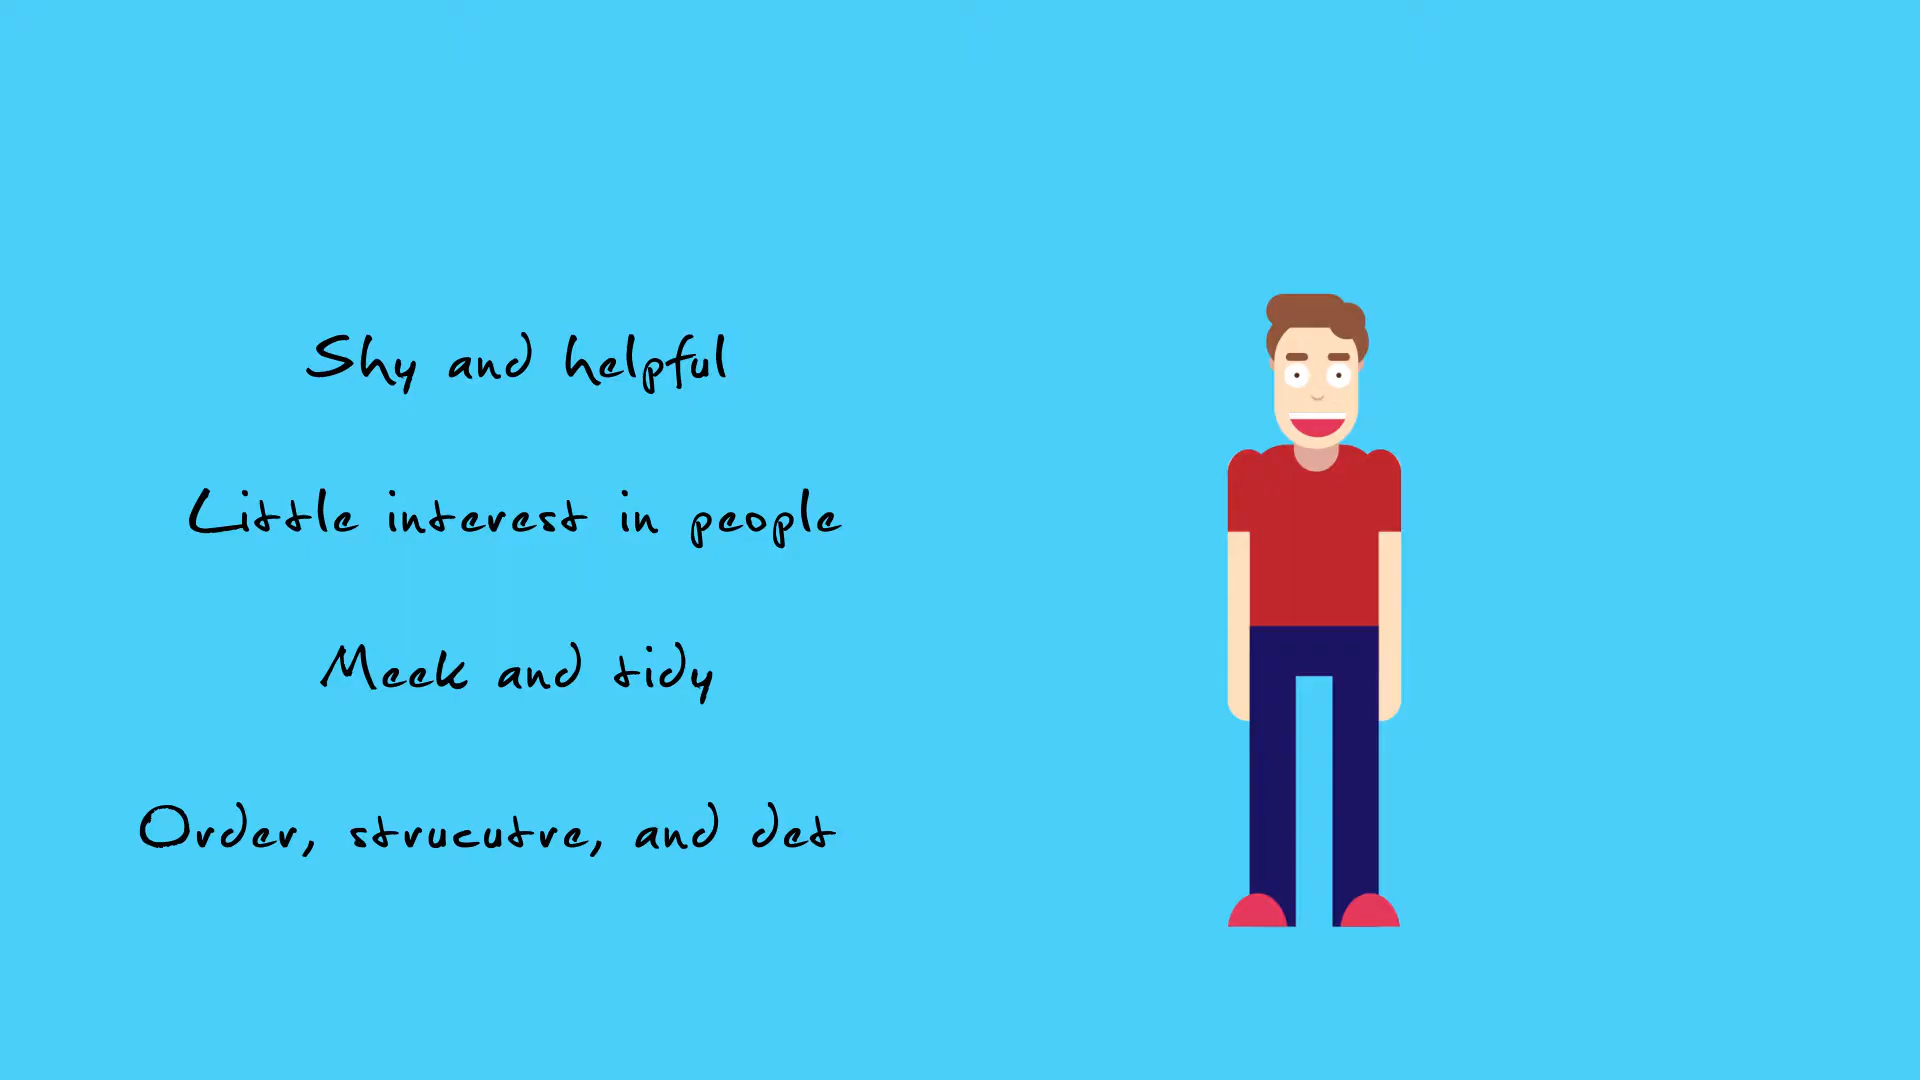 Shy and helpful
Little interest in people
Meek and tidy
Order, strucutre, and det